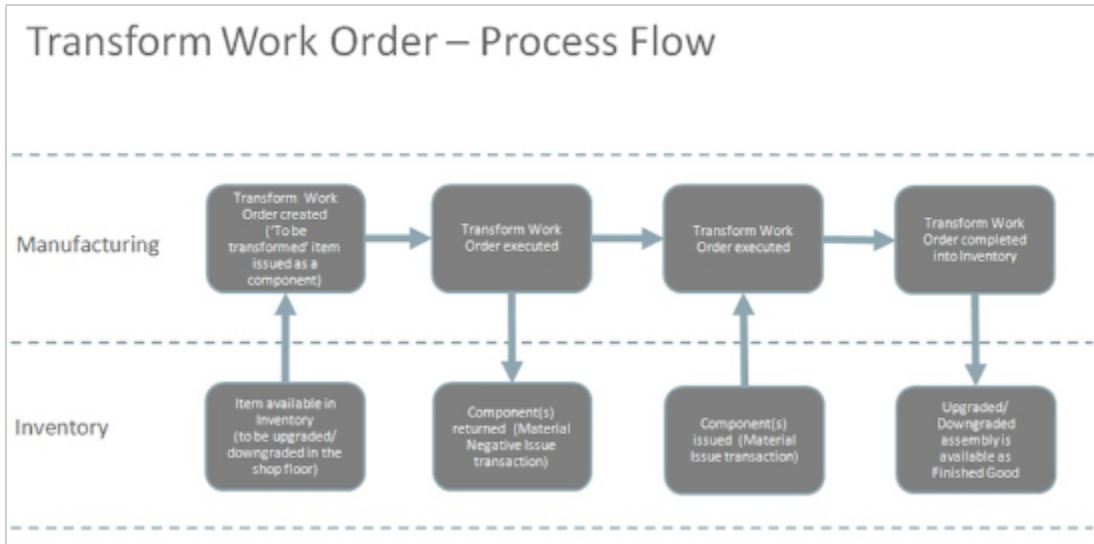 Transform Work Order – Process Flow
Manufacturing
Transform Work
Order created
('To be
transformed' item
issued as a
component)
Transform Work
Order executed
Transform Work
Order executed
Transform Work
Order completed
into Inventory
Inventory
Item available in
Inventory
(to be upgraded/
downgraded in the
shop floor)
Component(s)
returned (Material
Negative Issue
transaction)
Component(s)
issued (Material
Issue transaction)
Upgraded/
Downgraded
assembly is
available as
Finished Good